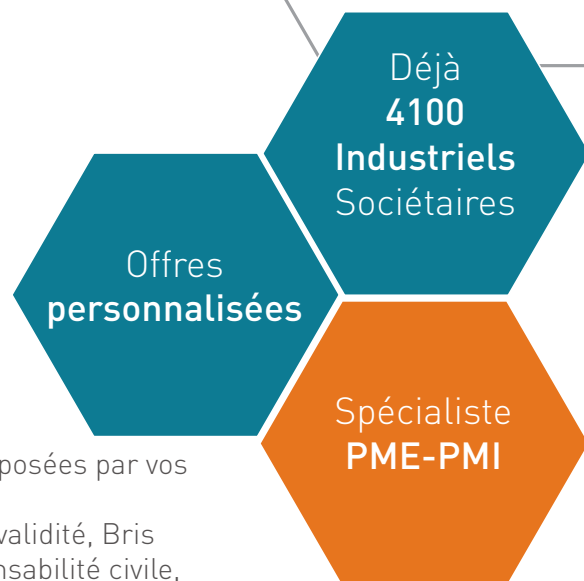 Déjà
4100
Industriels
Sociétaires
Offres
personnalisées
Spécialiste
PME-PMI
posées par vos
validité, Bris
nsabilité civile,